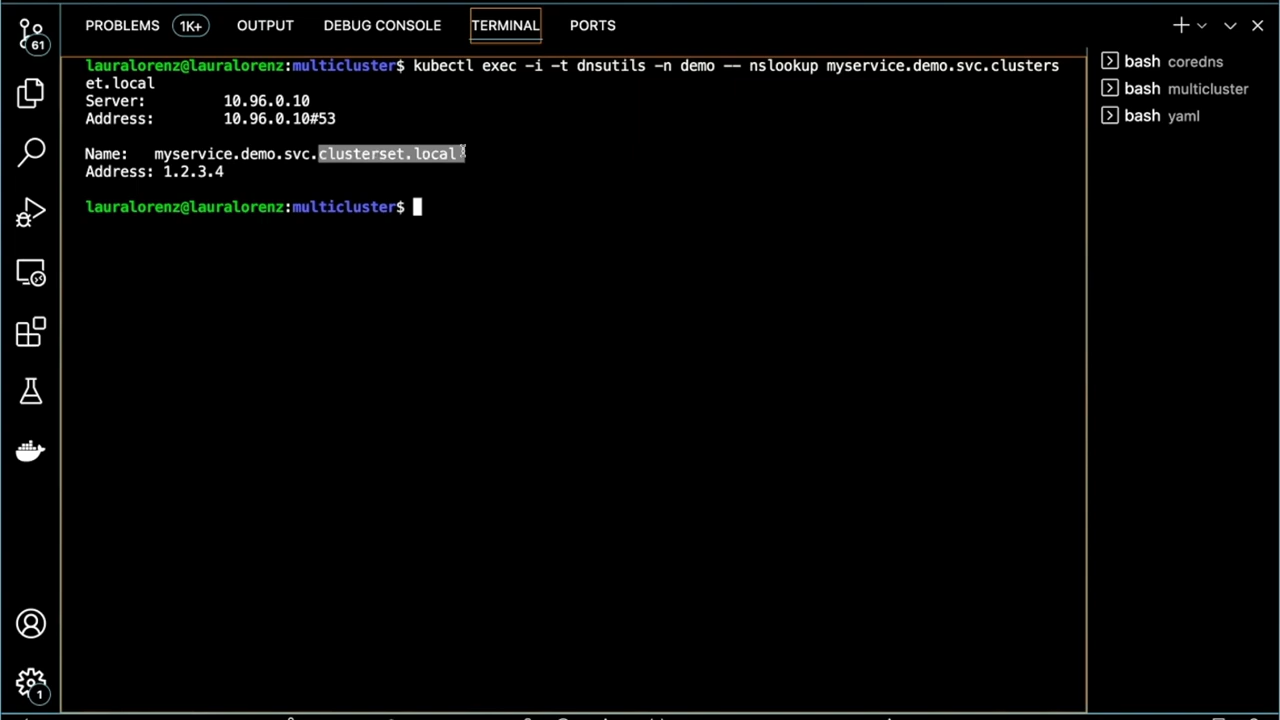 PROBLEMS 1K+ OUTPUT DEBUG CONSOLE TERMINAL PORTS
61
lauralorenz@lauralorenz:multicluster$ kubectl exec -i -t dnsutils -n demo -- nslookup myservice.demo.svc.clusters
et.local
Server: 10.96.0.10
Address: 10.96.0.10#53
Name: myservice.demo.svc.clusterset.local
Address: 1.2.3.4
lauralorenz@lauralorenz:multicluster$
bash coredns
bash multicluster
bash yaml
1